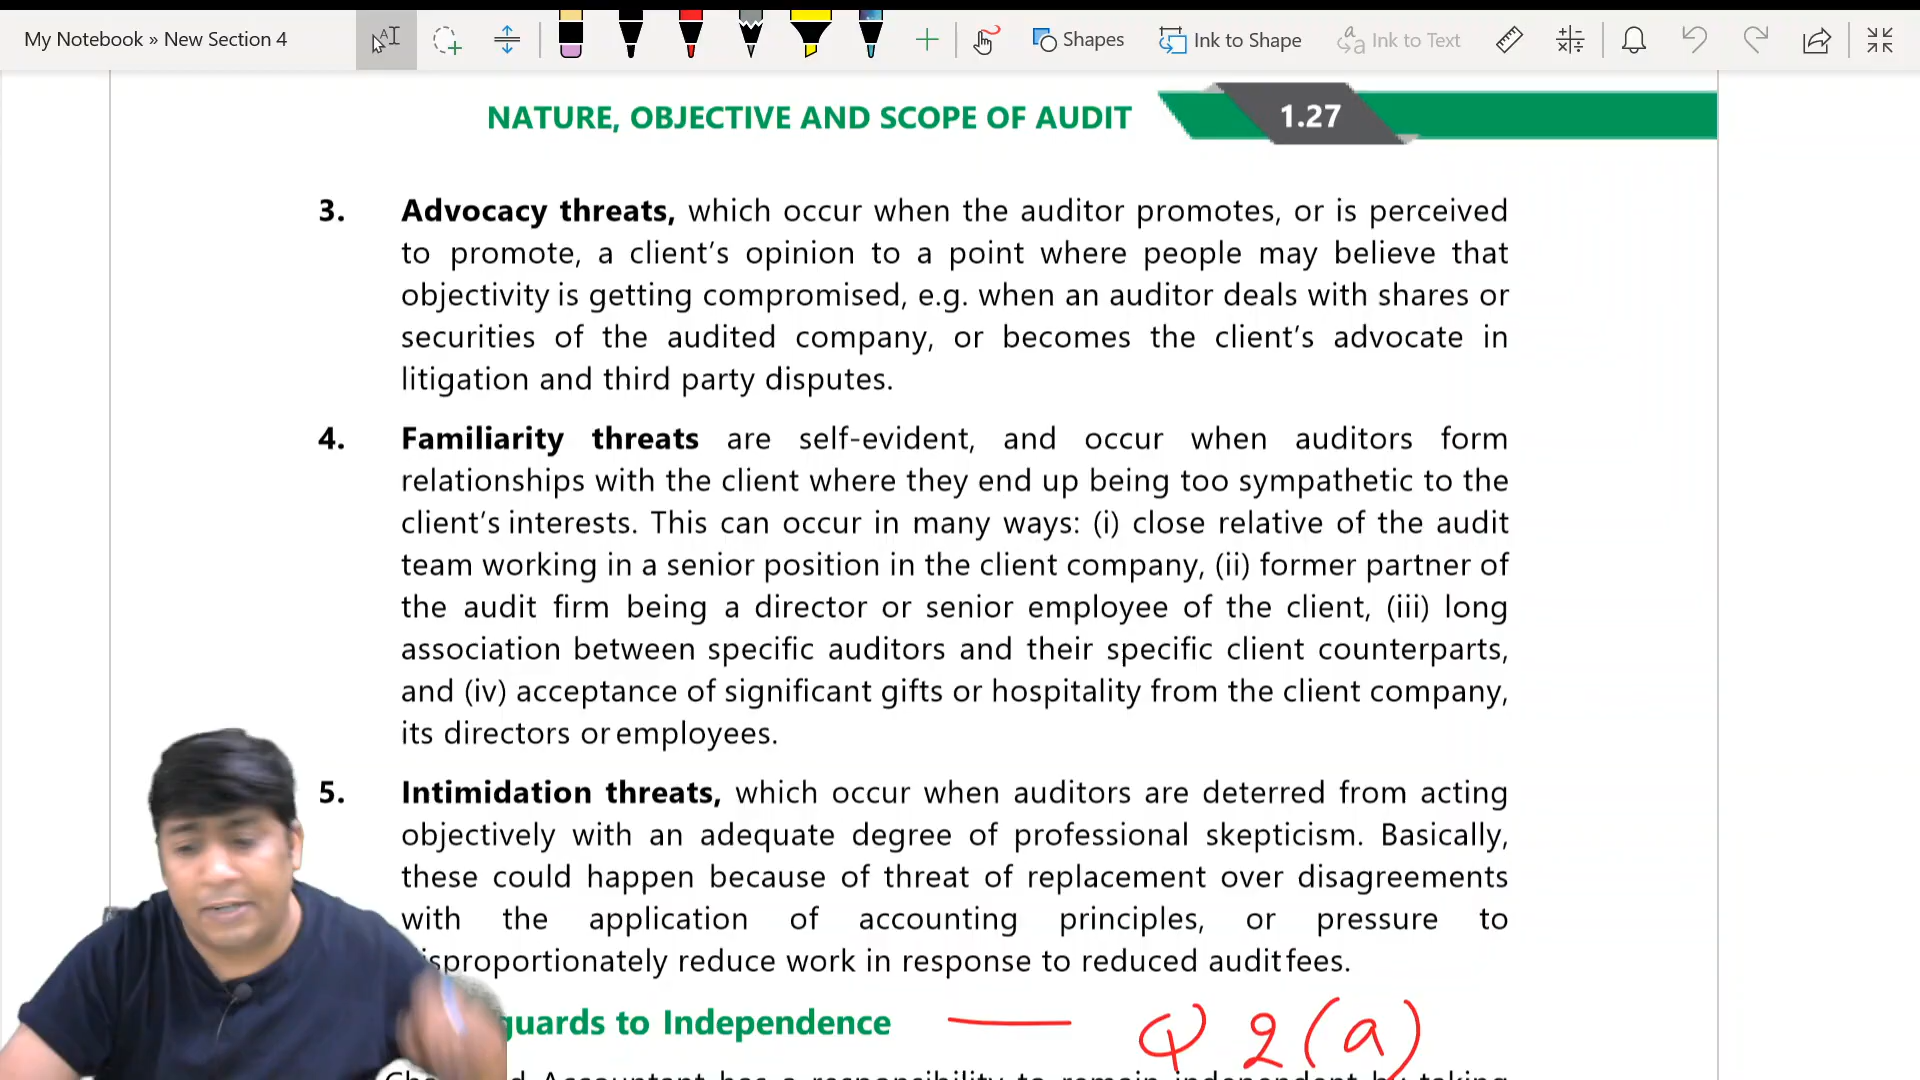 My Notebook » New Section 4
Shapes
Ink to Shape
Ink to Text
NATURE, OBJECTIVE AND SCOPE OF AUDIT 1.27
3. Advocacy threats, which occur when the auditor promotes, or is perceived
to promote, a client's opinion to a point where people may believe that
objectivity is getting compromised, e.g. when an auditor deals with shares or
securities of the audited company, or becomes the client's advocate in
litigation and third party disputes.
4. Familiarity threats are self-evident, and occur when auditors form
relationships with the client where they end up being too sympathetic to the
client's interests. This can occur in many ways: (i) close relative of the audit
team working in a senior position in the client company, (ii) former partner of
the audit firm being a director or senior employee of the client, (iii) long
association between specific auditors and their specific client counterparts,
and (iv) acceptance of significant gifts or hospitality from the client company,
its directors or employees.
5. Intimidation threats, which occur when auditors are deterred from acting
objectively with an adequate degree of professional skepticism. Basically,
these could happen because of threat of replacement over disagreements
with the application of accounting principles, or pressure to
isproportionately reduce work in response to reduced audit fees.
guards to Independence — Q 2 (a)
Accountant has a responsibility to remain independent by taking